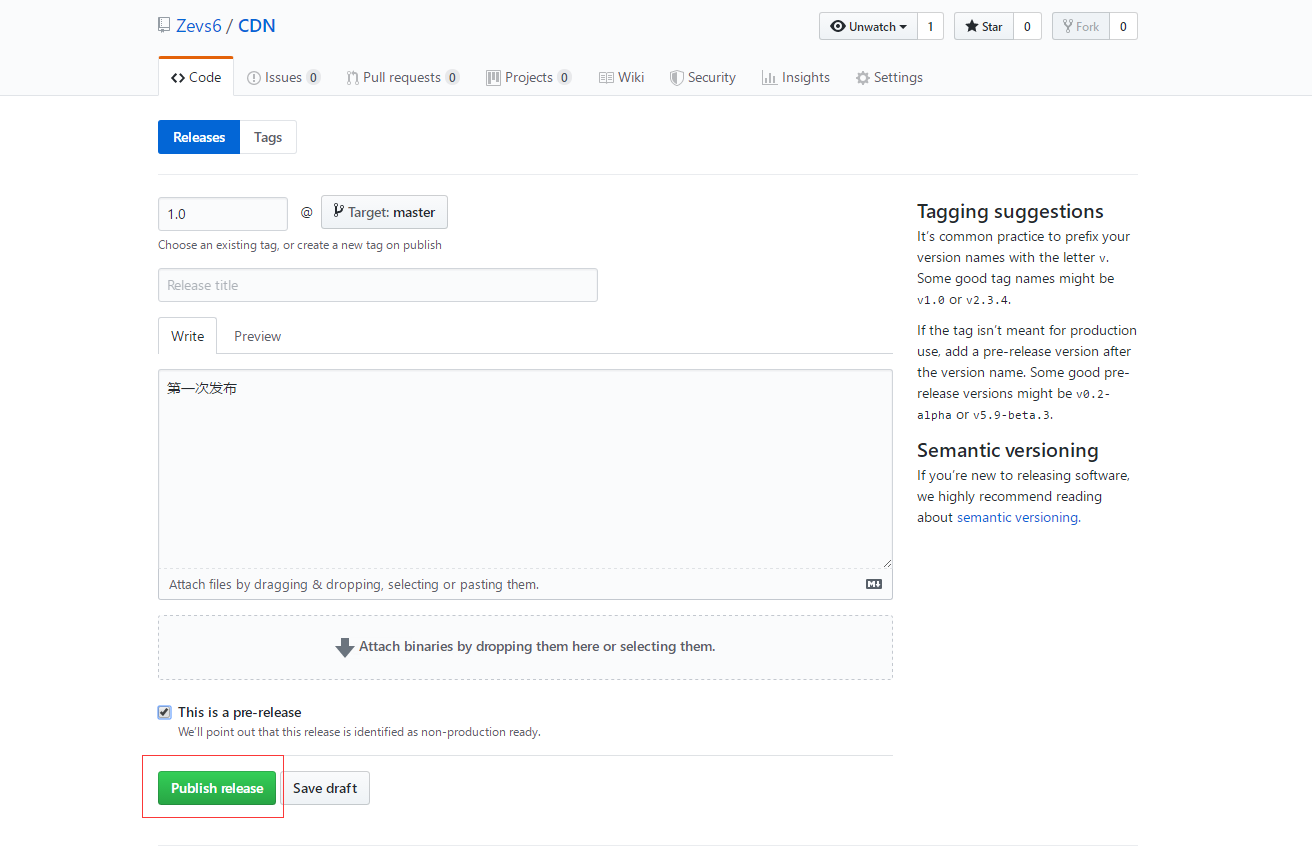 Zevs6 / CDN
Unwatch 1 Star 0 Fork 0
Code Issues 0 Pull requests 0 Projects 0 Wiki Security Insights Settings
Releases Tags
1.0 @ Target: master
Choose an existing tag, or create a new tag on publish
Release title
Write Preview
第一次发布
Attach files by dragging & dropping, selecting or pasting them.
Attach binaries by dropping them here or selecting them.
This is a pre-release
We'll point out that this release is identified as non-production ready.
Publish release Save draft
Tagging suggestions
It's common practice to prefix your
version names with the letter v.
Some good tag names might be
v1.0 or v2.3.4.
If the tag isn't meant for production
use, add a pre-release version after
the version name. Some good pre-
release versions might be v0.2-
alpha or v5.9-beta.3.
Semantic versioning
If you're new to releasing software,
we highly recommend reading
about semantic versioning.